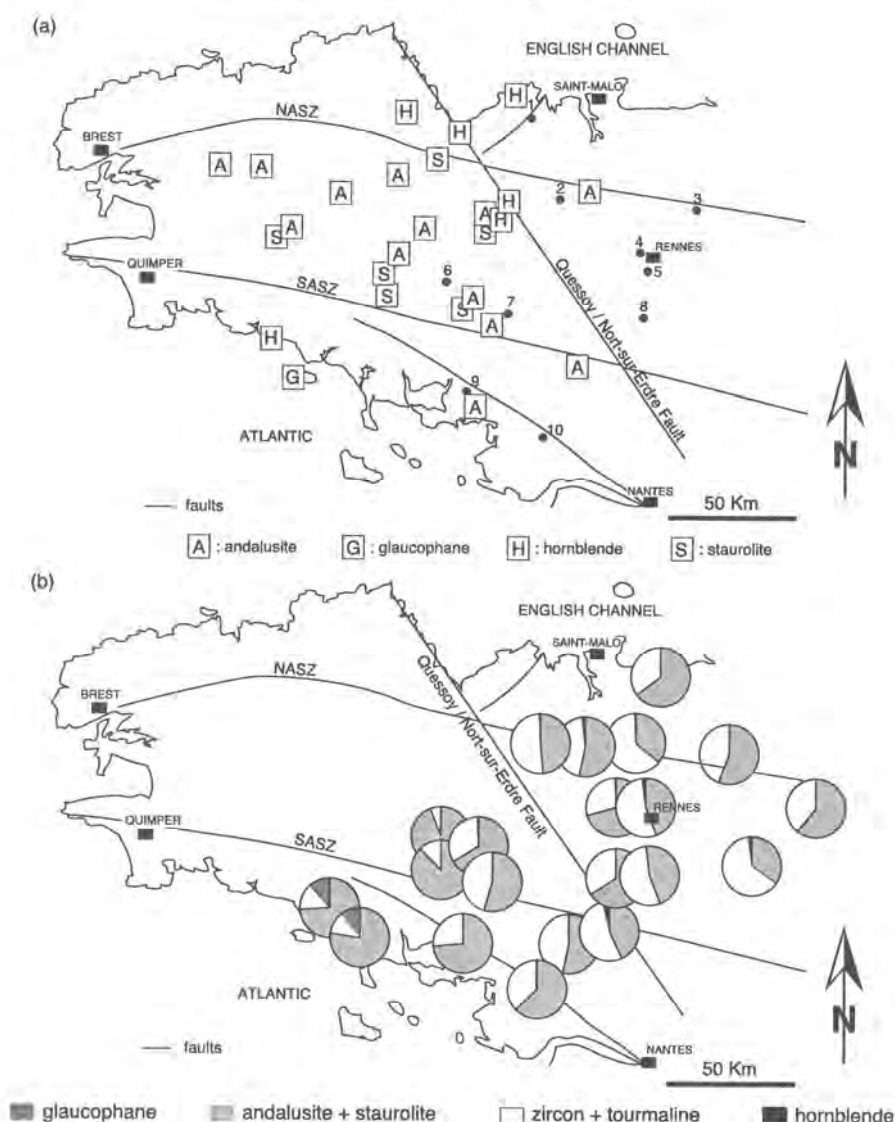 (a)
ENGLISH CHANNEL
SAINT-MALO
H
H
H
NASZ
BREST
S
A
A
A
A
A
2
3
H
A
H
A
S
A
S
4
RENNES
5
A
QUIMPER
S
6
S
A
S
7
8
SASZ
A
Quessoy / Nort-sur-Erdre Fault
H
A
G
9
A
ATLANTIC
10
N
NANTES
faults
50 Km
A : andalusite
G : glaucophane
H : hornblende
S : staurolite
(b)
ENGLISH CHANNEL
SAINT-MALO
NASZ
Quessoy / Nort-sur-Erdre Fault
BREST
RENNES
QUIMPER
SASZ
ATLANTIC
N
faults
NANTES
50 Km
glaucophane
andalusite + staurolite
zircon + tourmaline
hornblende